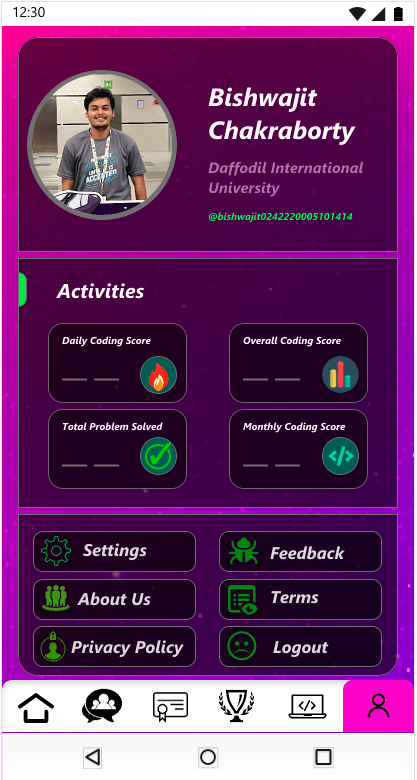 12:30
Bishwajit
Chakraborty
Daffodil International
University
@bishwajit0242220005101414
Activities
Daily Coding Score
Overall Coding Score
Total Problem Solved
Monthly Coding Score
Settings
Feedback
About Us
Terms
Privacy Policy
Logout